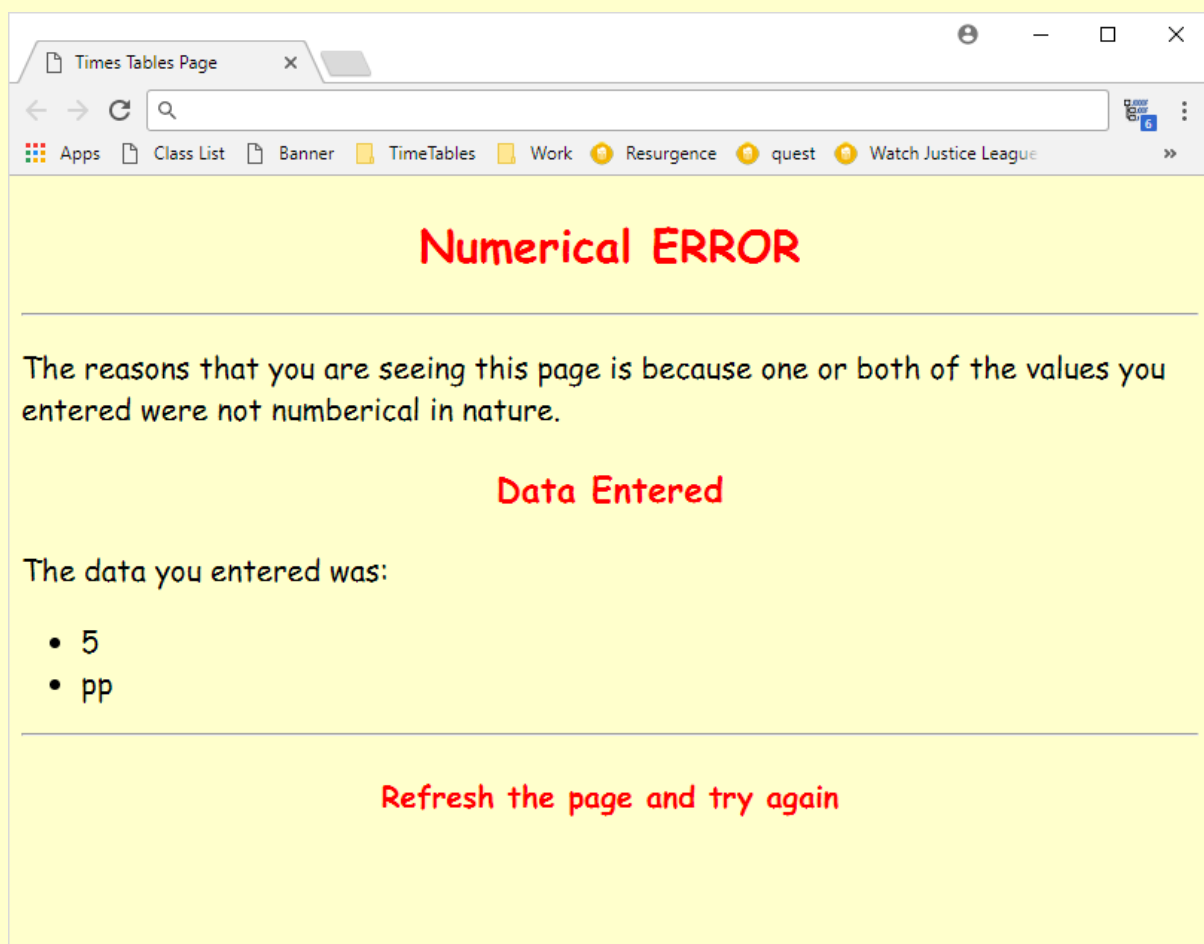 Times Tables Page
Apps Class List Banner TimeTables Work Resurgence quest Watch Justice League »
6
Numerical ERROR
The reasons that you are seeing this page is because one or both of the values you
entered were not numberical in nature.
Data Entered
The data you entered was:
• 5
• pp
Refresh the page and try again